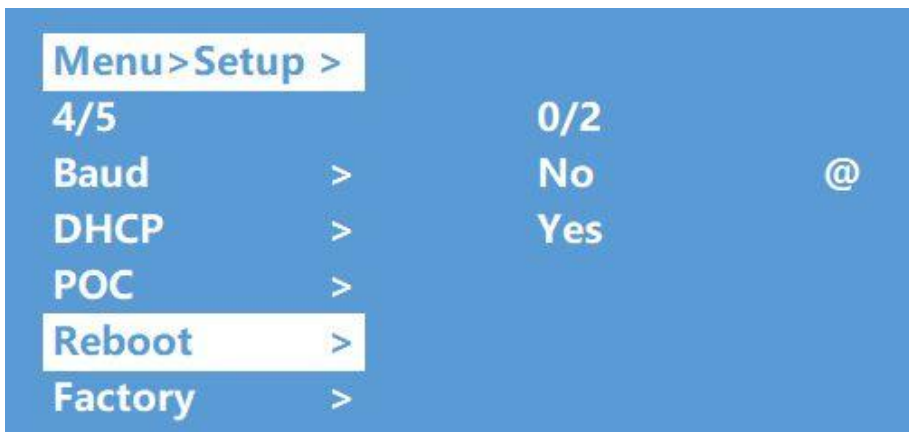 Menu>Setup >
4/5 0/2
Baud > No @
DHCP > Yes
POC >
Reboot >
Factory >